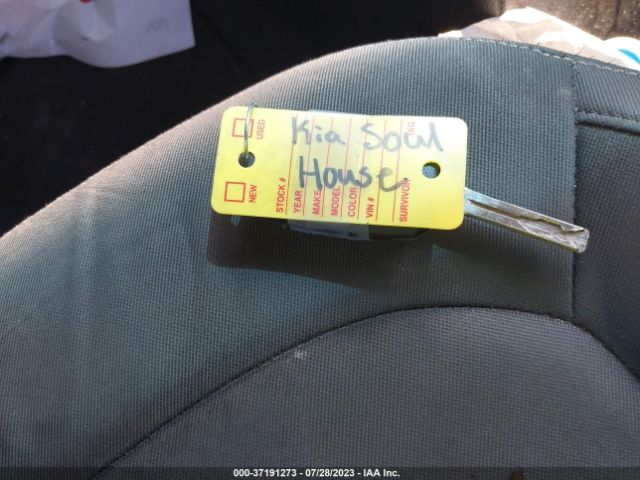 Kia Soul
House
USED
NEW
STOCK #
YEAR
MAKE
MODEL
COLOR
VIN #
SURVIVOR
TAG
000-37191273 - 07/28/2023 - IAA Inc.